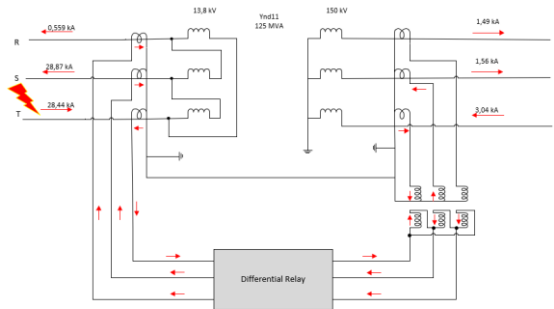 13,8 kV
Ynd11
125 MVA
150 kV
0,559 kA
1,49 kA
R
28,87 kA
1,56 kA
S
28,44 kA
3,04 kA
T
Differential Relay